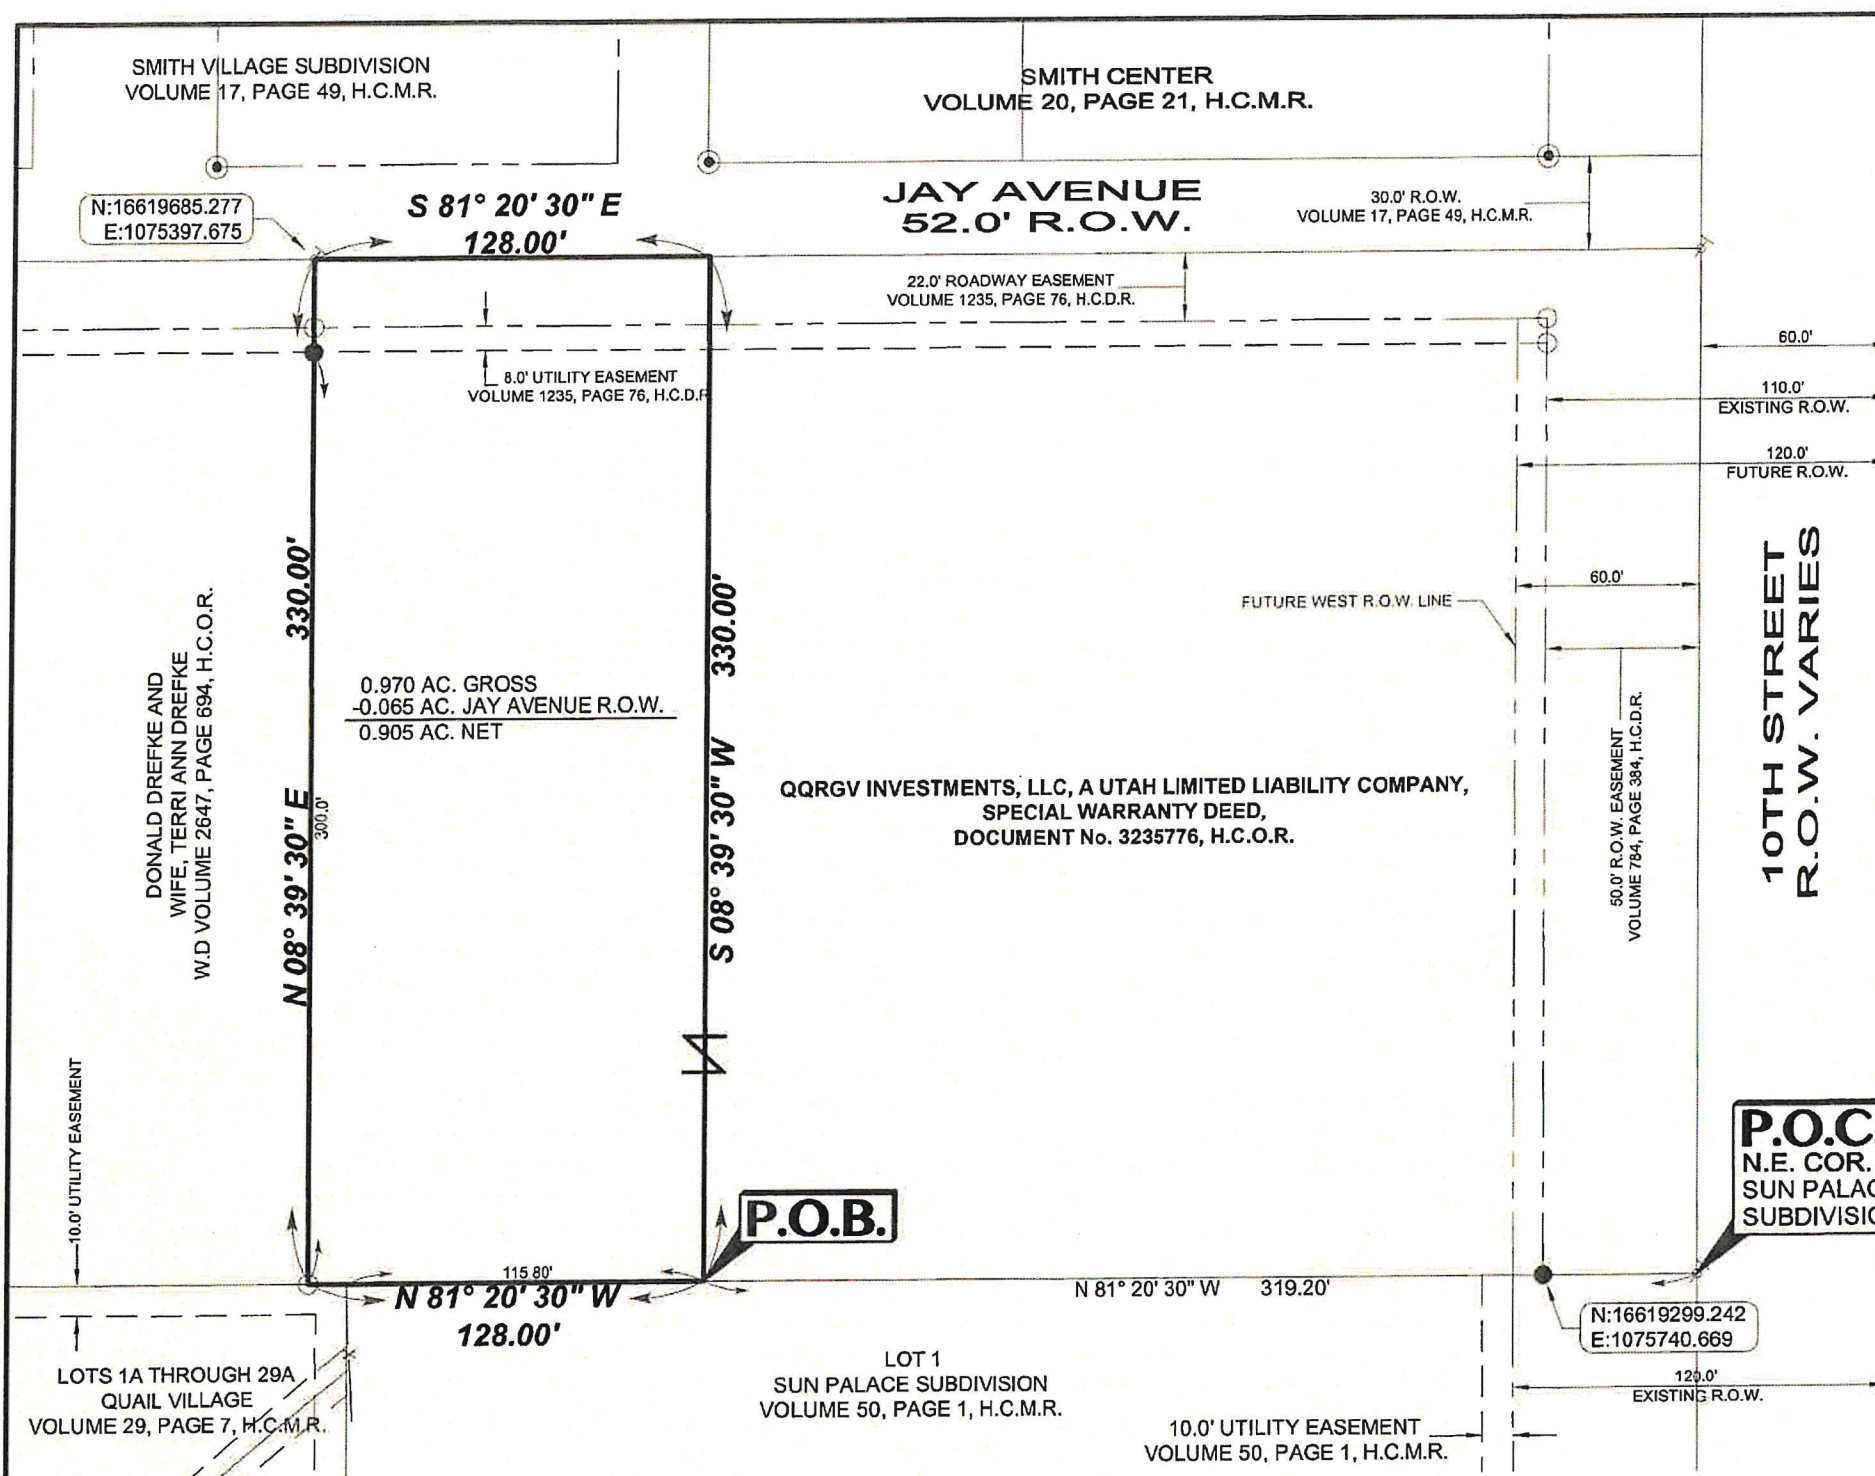 SMITH VILLAGE SUBDIVISION
VOLUME 17, PAGE 49, H.C.M.R.
SMITH CENTER
VOLUME 20, PAGE 21, H.C.M.R.
N:16619685.277
E:1075397.675
S 81° 20' 30" E
128.00'
JAY AVENUE
52.0' R.O.W.
30.0' R.O.W.
VOLUME 17, PAGE 49, H.C.M.R.
22.0' ROADWAY EASEMENT
VOLUME 1235, PAGE 76, H.C.D.R.
8.0' UTILITY EASEMENT
VOLUME 1235, PAGE 76, H.C.D.R
60.0'
110.0'
EXISTING R.O.W.
120.0'
FUTURE R.O.W.
10TH STREET
R.O.W. VARIES
60.0'
FUTURE WEST R.O.W. LINE
50.0' R.O.W. EASEMENT
VOLUME 784, PAGE 384, H.C.D.R.
DONALD DREFKE AND
WIFE, TERRI ANN DREFKE
W.D VOLUME 2647, PAGE 694, H.C.O.R.
N 08° 39' 30" E 330.00'
300.0'
0.970 AC. GROSS
-0.065 AC. JAY AVENUE R.O.W.
0.905 AC. NET
S 08° 39' 30" W 330.00'
QQRGV INVESTMENTS, LLC, A UTAH LIMITED LIABILITY COMPANY,
SPECIAL WARRANTY DEED,
DOCUMENT No. 3235776, H.C.O.R.
10.0' UTILITY EASEMENT
P.O.B.
P.O.C.
N.E. COR.
SUN PALAC
SUBDIVISIO
115.80'
N 81° 20' 30" W
128.00'
N 81° 20' 30" W 319.20'
N:16619299.242
E:1075740.669
LOTS 1A THROUGH 29A
QUAIL VILLAGE
VOLUME 29, PAGE 7, H.C.M.R.
LOT 1
SUN PALACE SUBDIVISION
VOLUME 50, PAGE 1, H.C.M.R.
120.0'
EXISTING R.O.W.
10.0' UTILITY EASEMENT
VOLUME 50, PAGE 1, H.C.M.R.